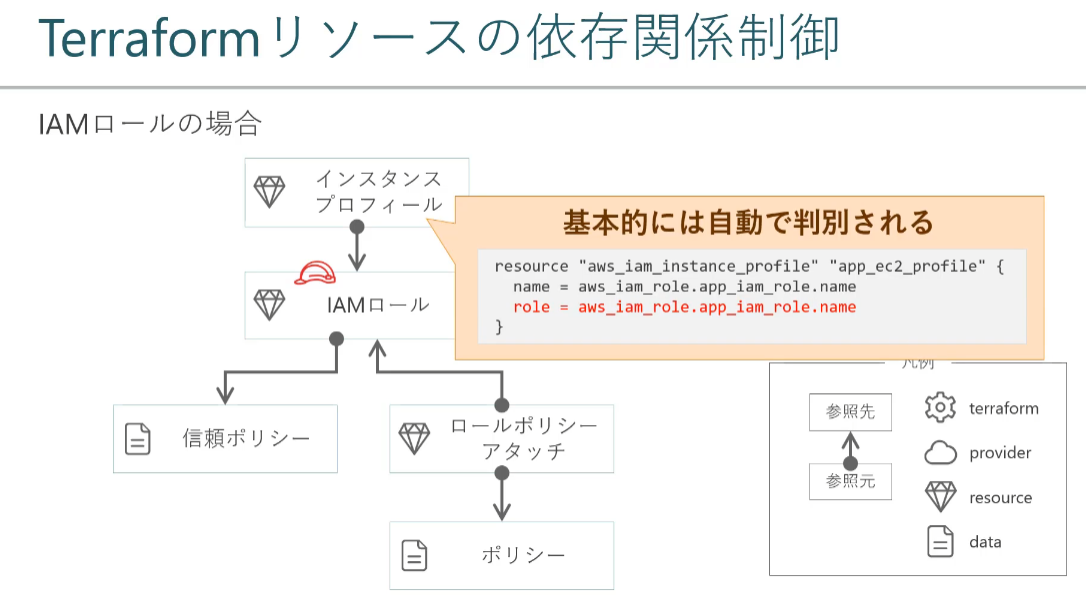 Terraformリソースの依存関係制御
IAMロールの場合
インスタンス
プロフィール
基本的には自動で判別される
resource "aws_iam_instance_profile" "app_ec2_profile" {
name = aws_iam_role.app_iam_role.name
role = aws_iam_role.app_iam_role.name
}
IAMロール
信頼ポリシー
ロールポリシー
アタッチ
ポリシー
凡例
参照先
参照元
terraform
provider
resource
data